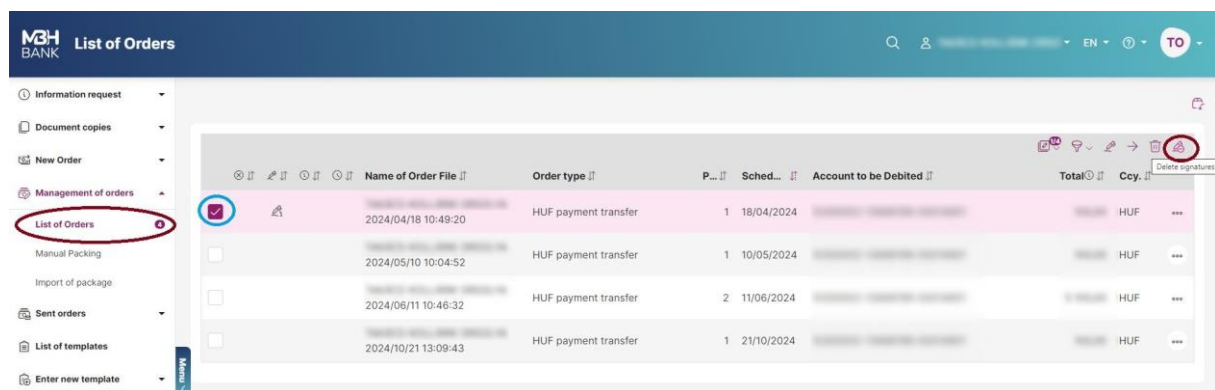 MBH
BANK
List of Orders
EN
TO
Information request
Document copies
New Order
Management of orders
List of Orders
4
Manual Packing
Import of package
Sent orders
List of templates
Enter new template
Menu
Delete signatures
Name of Order File
Order type
P...
Sched...
Account to be Debited
Total
Ccy.
2024/04/18 10:49:20
HUF payment transfer
1
18/04/2024
HUF
2024/05/10 10:04:52
HUF payment transfer
1
10/05/2024
HUF
2024/06/11 10:46:32
HUF payment transfer
2
11/06/2024
HUF
2024/10/21 13:09:43
HUF payment transfer
1
21/10/2024
HUF